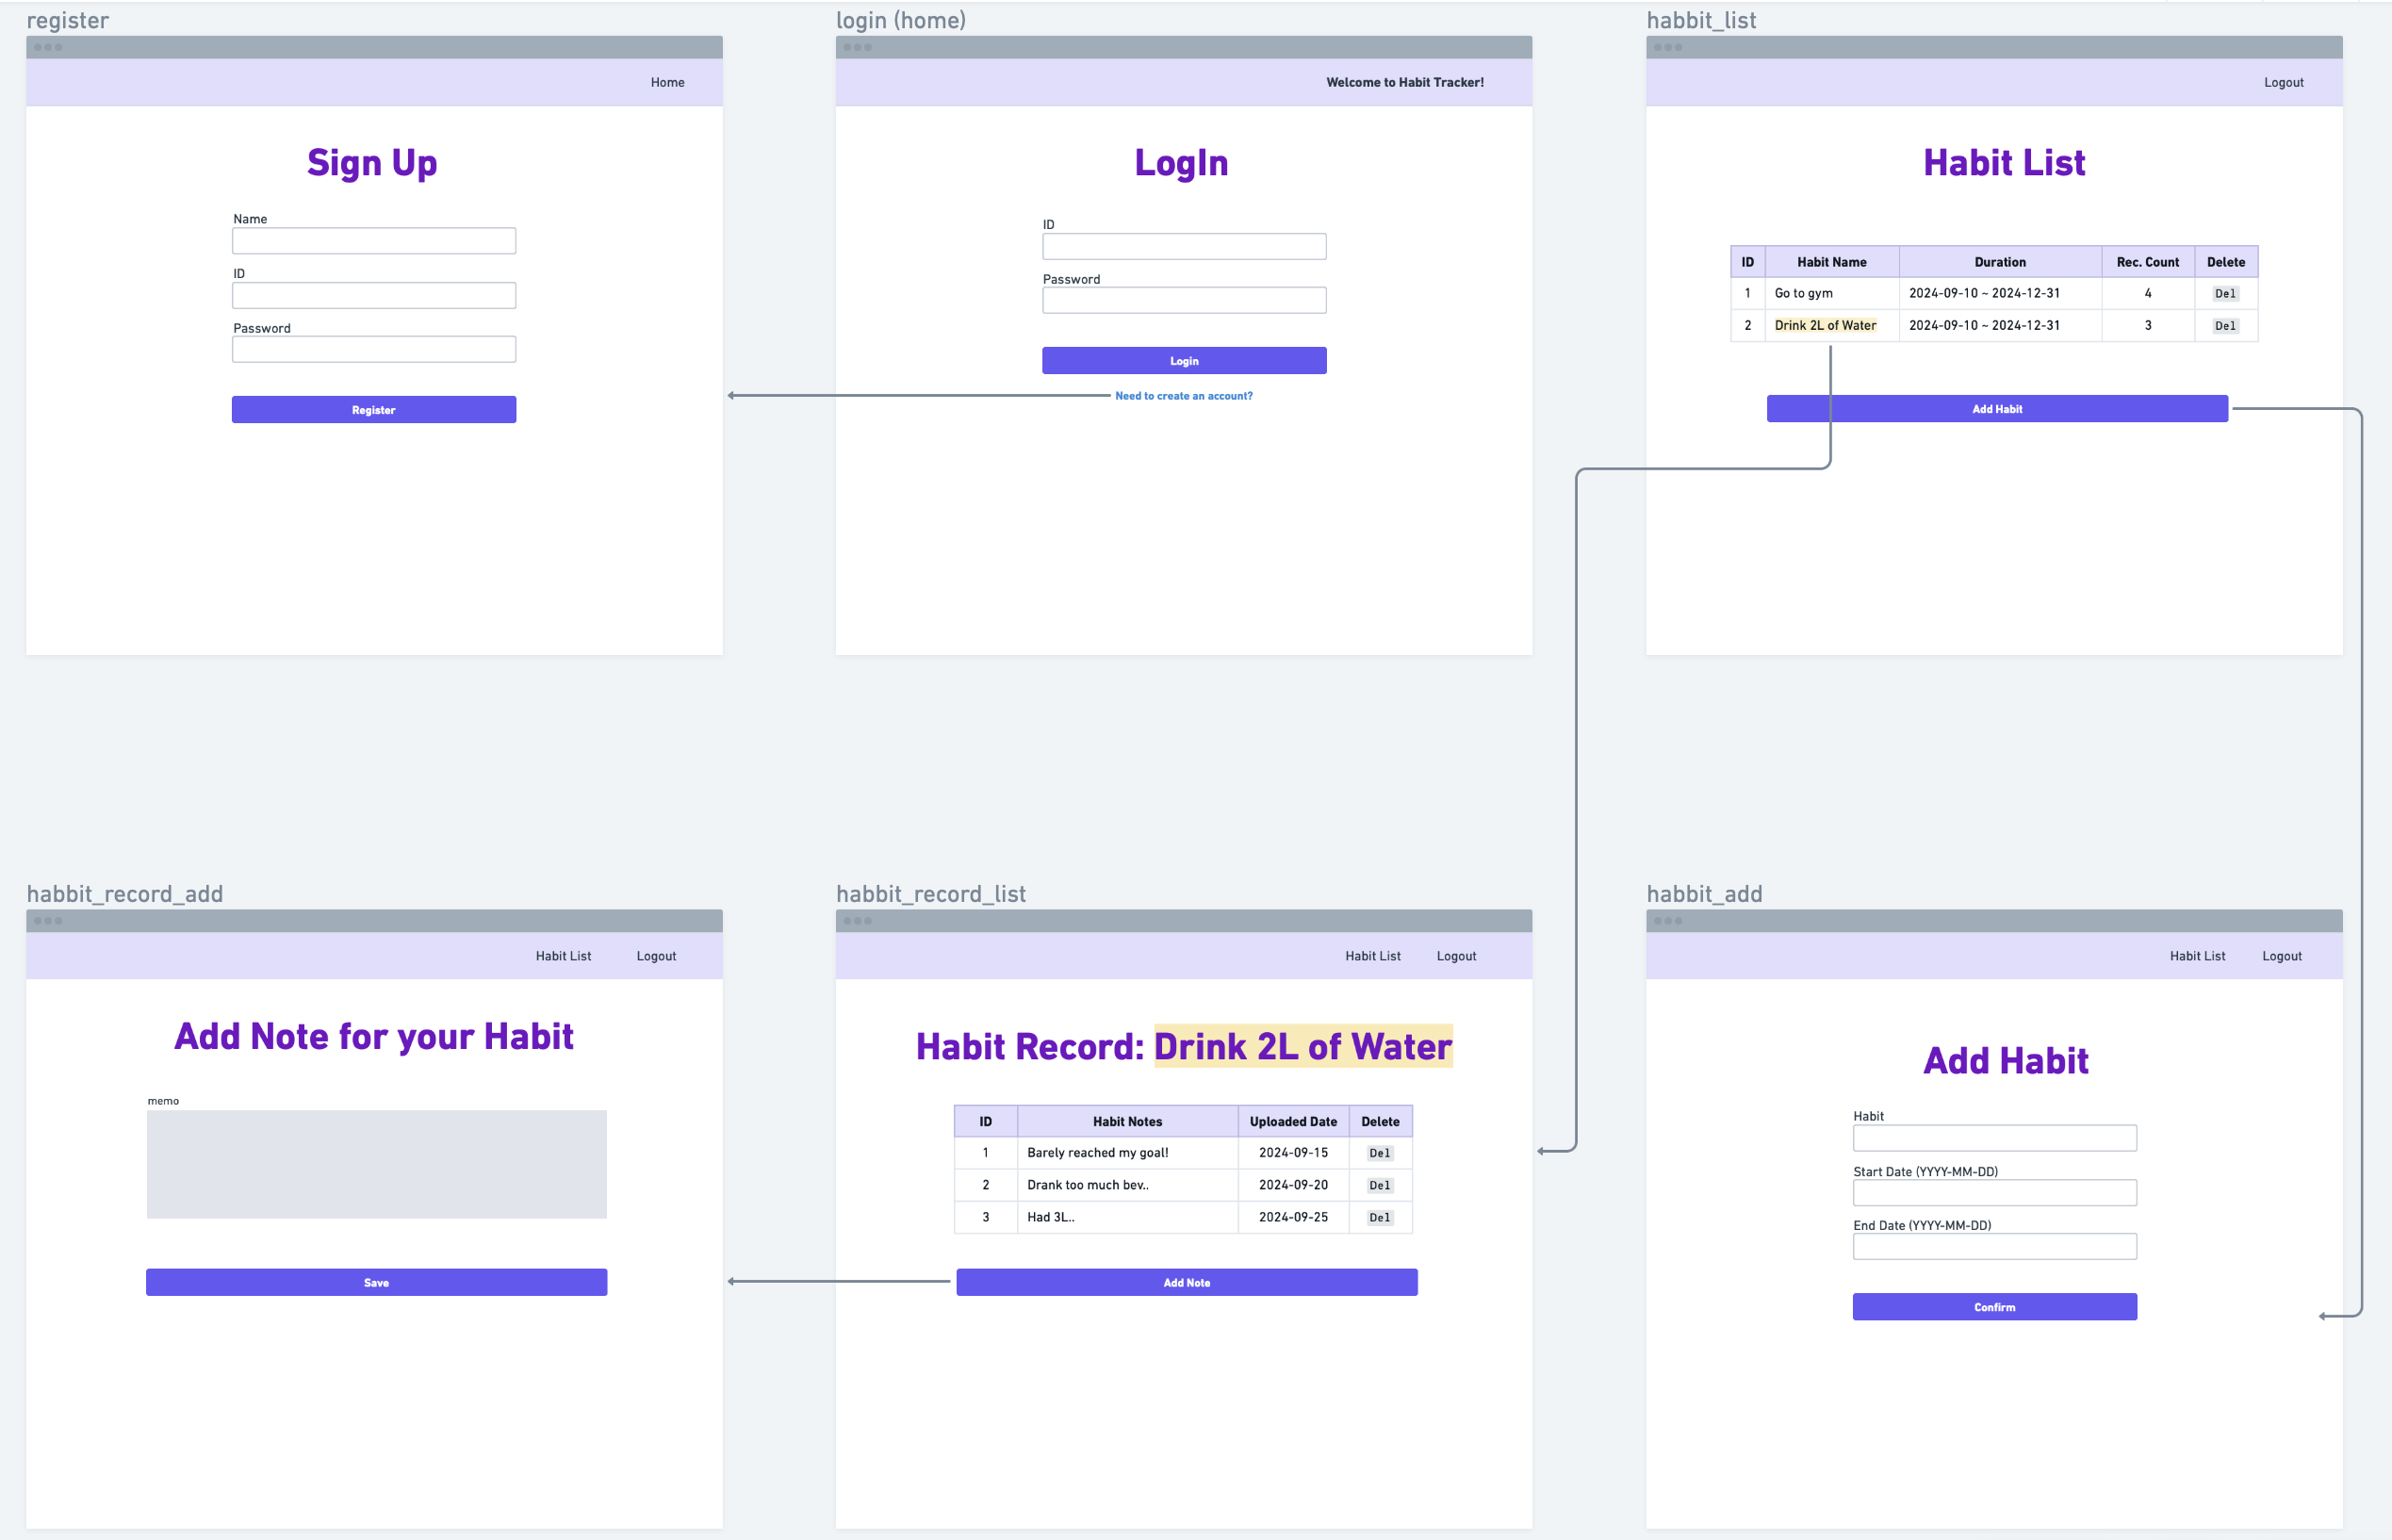 register
Home
Sign Up
Name
ID
Password
Register
login (home)
Welcome to Habit Tracker!
LogIn
ID
Password
Login
Need to create an account?
habbit_list
Logout
Habit List
ID Habit Name Duration Rec. Count Delete
1 Go to gym 2024-09-10 ~ 2024-12-31 4 Del
2 Drink 2L of Water 2024-09-10 ~ 2024-12-31 3 Del
Add Habit
habbit_record_add
Habit List Logout
Add Note for your Habit
memo
Save
habbit_record_list
Habit List Logout
Habit Record: Drink 2L of Water
ID Habit Notes Uploaded Date Delete
1 Barely reached my goal! 2024-09-15 Del
2 Drank too much bev.. 2024-09-20 Del
3 Had 3L.. 2024-09-25 Del
Add Note
habbit_add
Habit List Logout
Add Habit
Habit
Start Date (YYYY-MM-DD)
End Date (YYYY-MM-DD)
Confirm